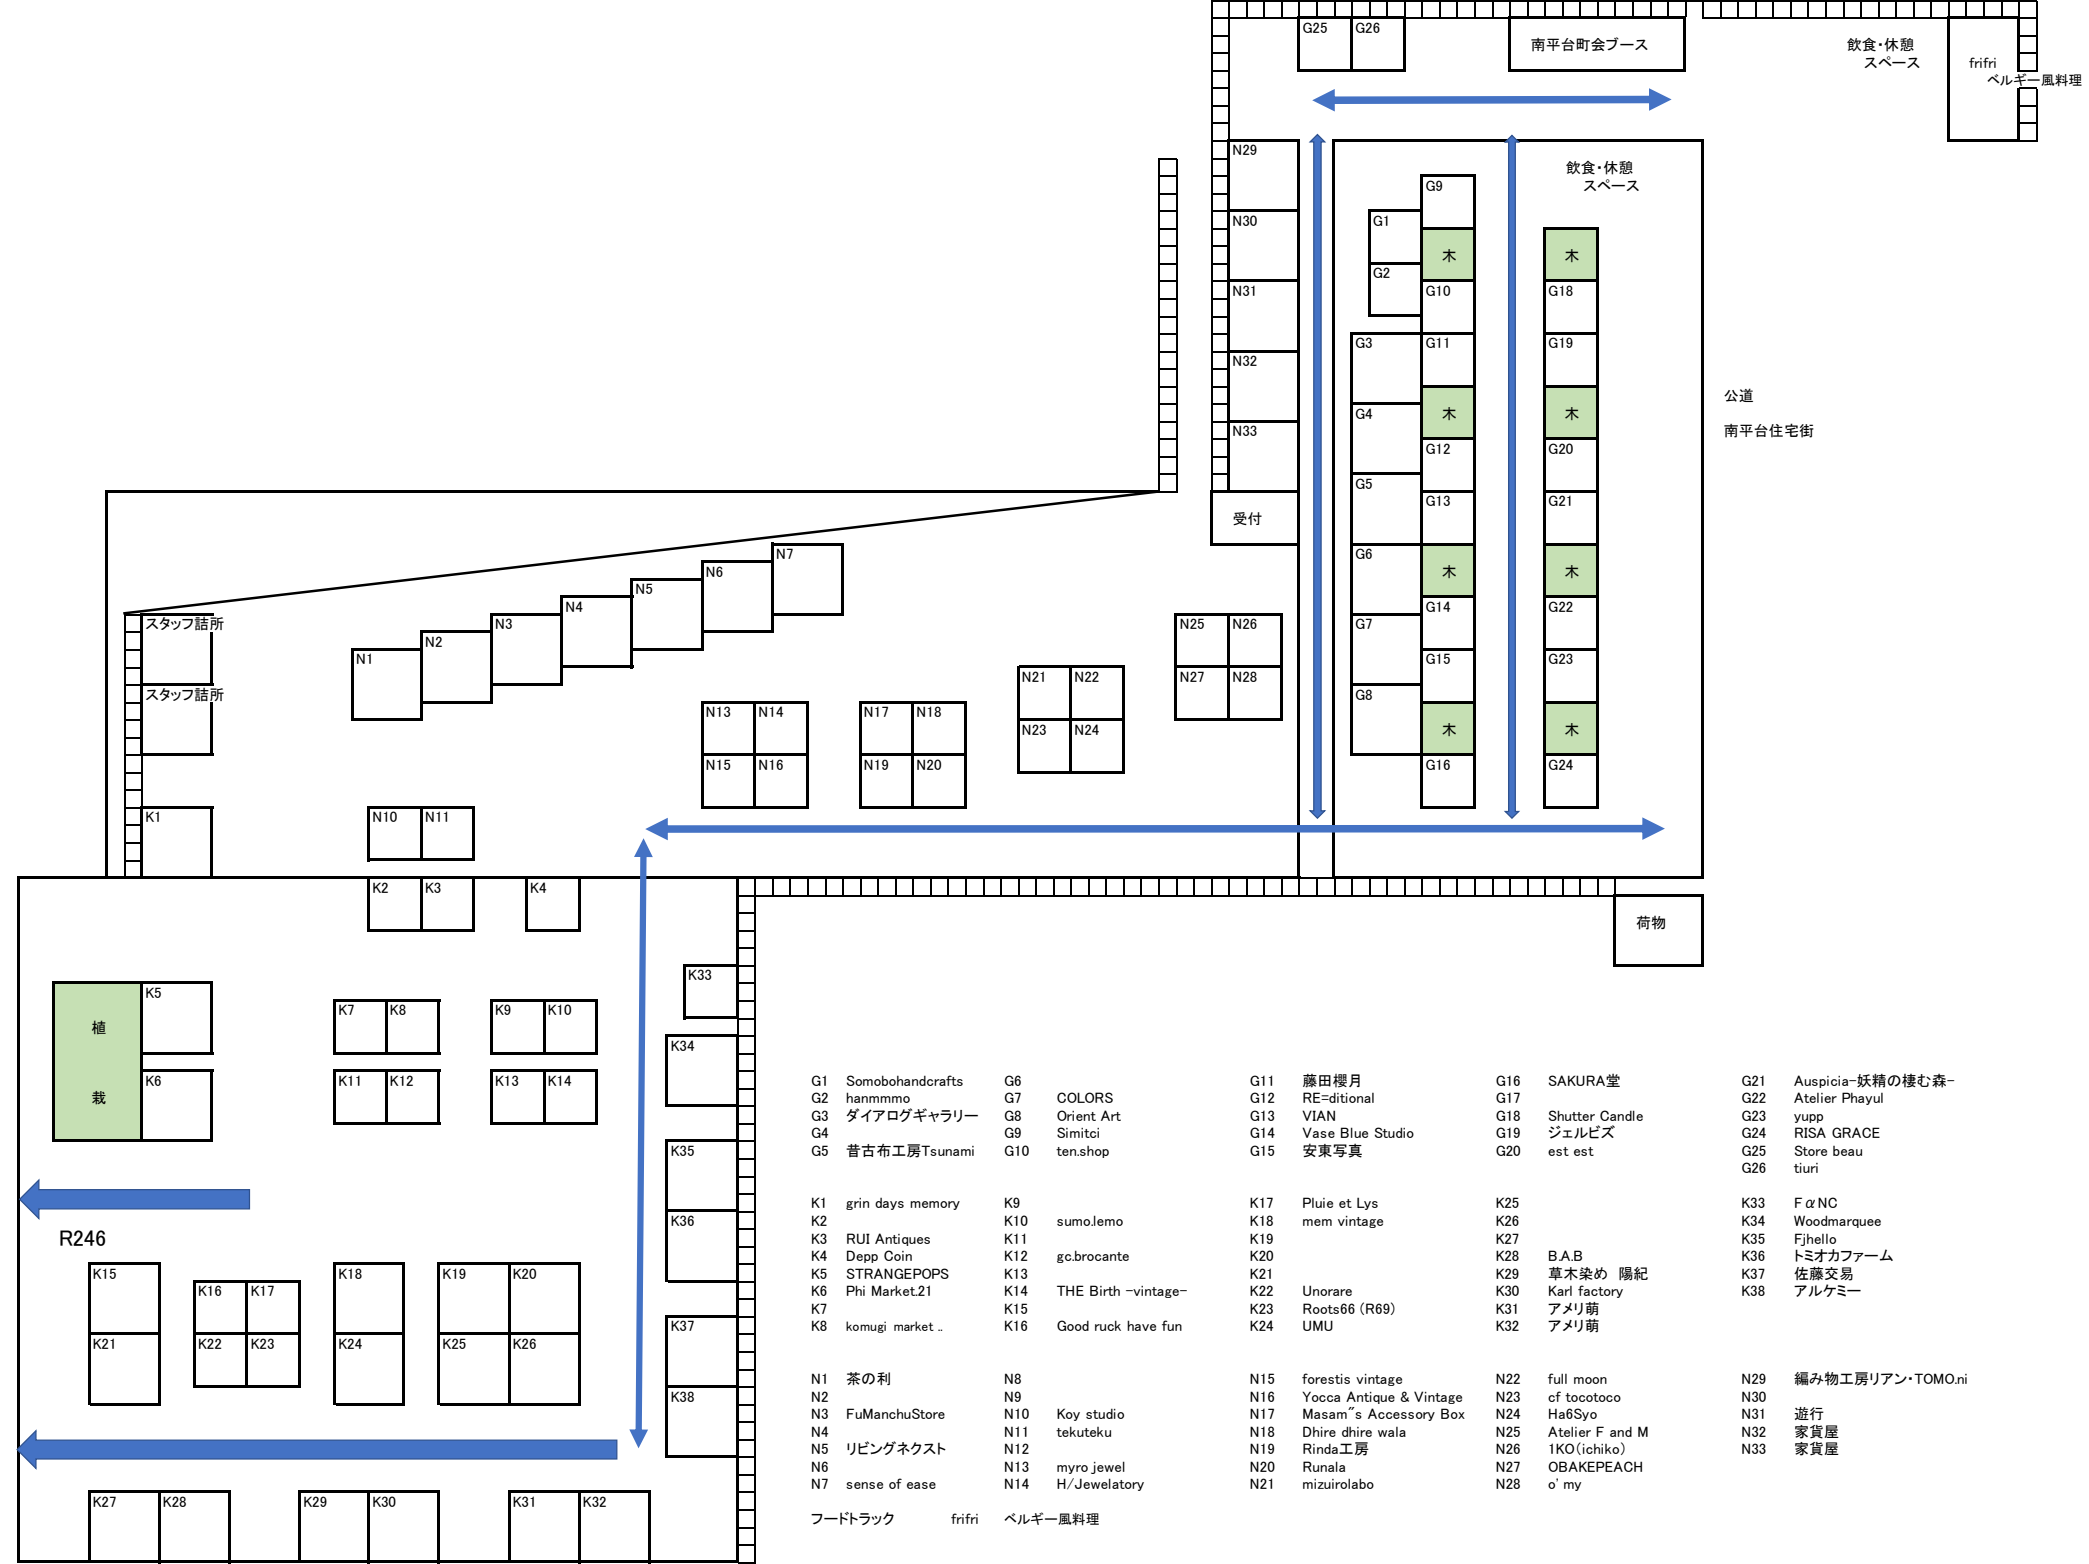 G25 G26 南平台町会ブース 飲食・休憩 スペース frifri
ベルギー風料理
N29 飲食・休憩 スペース
G9
N30 G1
木 木
G2
N31 G10 G18
N32 G3 G11 G19
公道
木 木
G4
N33 南平台住宅街
G12 G20
G5
G13 G21
受付
N7 G6
N6 木 木
N5
N4 G14 G22
スタッフ詰所 N3 N25 N26 G7
N2
N1 G15 G23
N21 N22 N27 N28
スタッフ詰所 G8
N13 N14 N17 N18
N23 N24 木 木
N15 N16 N19 N20 G16 G24
K1 N10 N11
K2 K3 K4
荷物
K33
K5
K7 K8 K9 K10
植
K34
K6 K11 K12 K13 K14
栽
K35
K36
R246
K15 K18 K19 K20
K16 K17
K37
K21 K22 K23 K24 K25 K26
K38
K27 K28 K29 K30 K31 K32
G1 Somobohandcrafts G6 G11 藤田櫻月 G16 SAKURA堂 G21 Auspicia-妖精の棲む森-
G2 hanmmmo G7 COLORS G12 RE=ditional G17 G22 Atelier Phayul
G3 ダイアログギャラリー G8 Orient Art G13 VIAN G18 Shutter Candle G23 yupp
G4 G9 Simitci G14 Vase Blue Studio G19 ジェルビズ G24 RISA GRACE
G5 昔古布工房Tsunami G10 ten.shop G15 安東写真 G20 est est G25 Store beau
G26 tiuri
K1 grin days memory K9 K17 Pluie et Lys K25 K33 FαNC
K2 K10 sumo.lemo K18 mem vintage K26 K34 Woodmarquee
K3 RUI Antiques K11 K19 K27 K35 Fjhello
K4 Depp Coin K12 gc.brocante K20 K28 B.A.B K36 トミオカファーム
K5 STRANGEPOPS K13 K21 K29 草木染め 陽紀 K37 佐藤交易
K6 Phi Market.21 K14 THE Birth -vintage- K22 Unorare K30 Karl factory K38 アルケミー
K7 K15 K23 Roots66 (R69) K31 アメリ萌
K8 komugi market .. K16 Good ruck have fun K24 UMU K32 アメリ萌
N1 茶の利 N8 N15 forestis vintage N22 full moon N29 編み物工房リアン・TOMO.ni
N2 N9 N16 Yocca Antique & Vintage N23 cf tocotoco N30
N3 FuManchuStore N10 Koy studio N17 Masam"s Accessory Box N24 Ha6Syo N31 遊行
N4 N11 tekuteku N18 Dhire dhire wala N25 Atelier F and M N32 家貨屋
N5 リビングネクスト N12 N19 Rinda工房 N26 1KO(ichiko) N33 家貨屋
N6 N13 myro jewel N20 Runala N27 OBAKEPEACH
N7 sense of ease N14 H/Jewelatory N21 mizuirolabo N28 o' my
フードトラック frifri ベルギー風料理